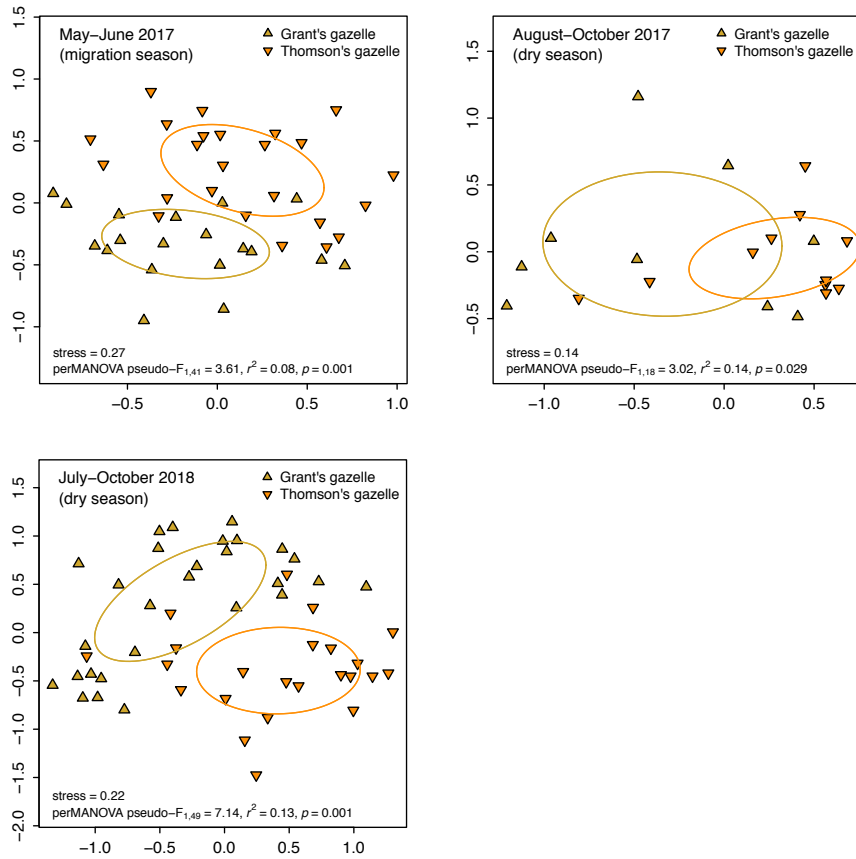 May–June 2017
(migration season)
Grant's gazelle
Thomson's gazelle
1.5
1.0
0.5
0.0
−0.5
−1.0
stress = 0.27
perMANOVA pseudo−F1,41 = 3.61, r2 = 0.08, p = 0.001
−0.5
0.0
0.5
1.0
August–October 2017
(dry season)
Grant's gazelle
Thomson's gazelle
1.5
1.0
0.5
0.0
−0.5
stress = 0.14
perMANOVA pseudo−F1,18 = 3.02, r2 = 0.14, p = 0.029
−1.0
−0.5
0.0
0.5
July–October 2018
(dry season)
Grant's gazelle
Thomson's gazelle
1.5
1.0
0.5
0.0
−0.5
−1.0
−1.5
−2.0
stress = 0.22
perMANOVA pseudo−F1,49 = 7.14, r2 = 0.13, p = 0.001
−1.0
−0.5
0.0
0.5
1.0